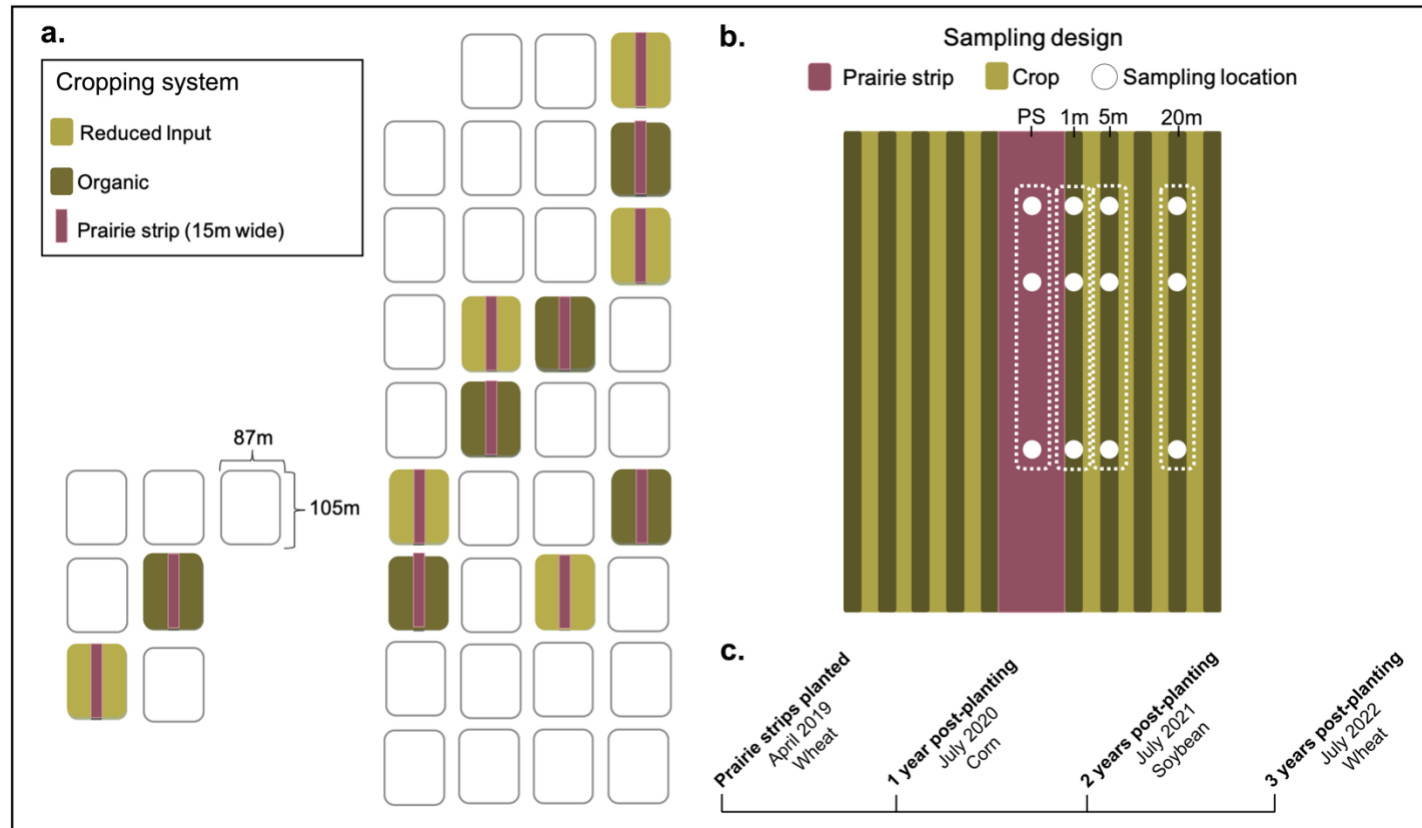 a.
Cropping system
Reduced Input
Organic
Prairie strip (15m wide)
87m
105m
b.
Sampling design
Prairie strip
Crop
Sampling location
PS
1m
5m
20m
c.
Prairie strips planted
April 2019
Wheat
1 year post-planting
July 2020
Corn
2 years post-planting
July 2021
Soybean
3 years post-planting
July 2022
Wheat